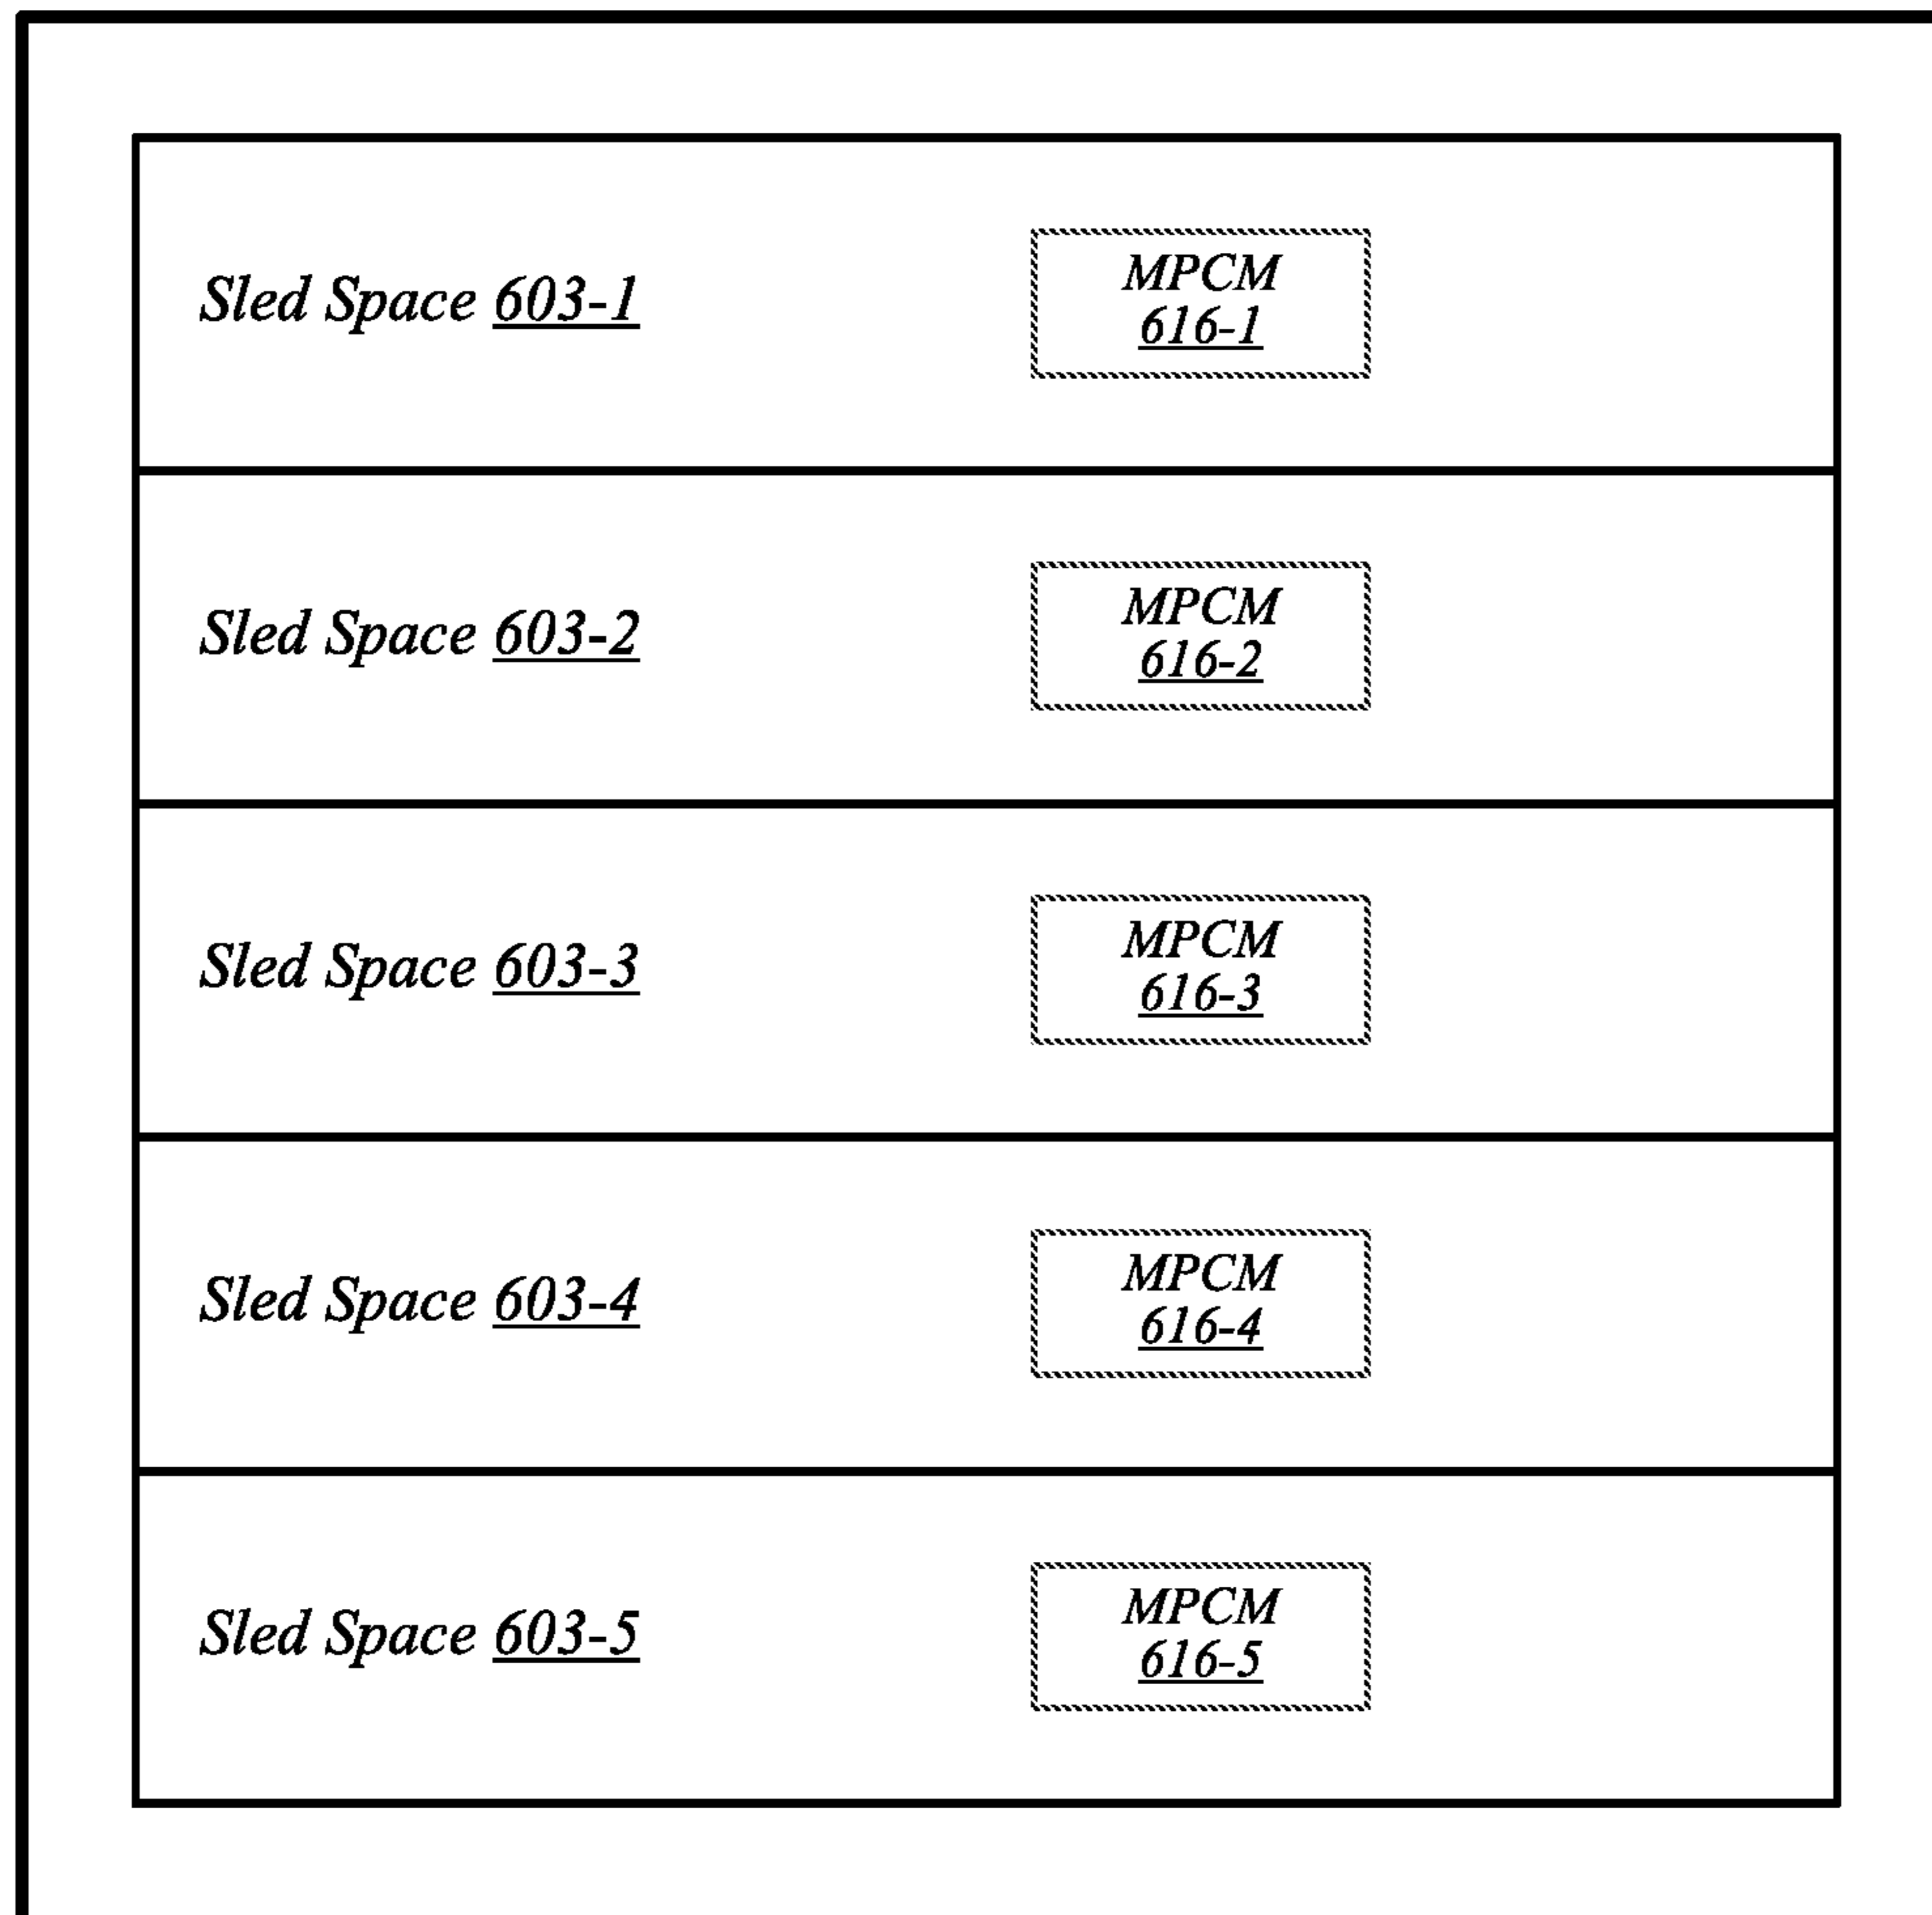 Sled Space 603-1
MPCM
616-1
Sled Space 603-2
MPCM
616-2
Sled Space 603-3
MPCM
616-3
Sled Space 603-4
MPCM
616-4
Sled Space 603-5
MPCM
616-5